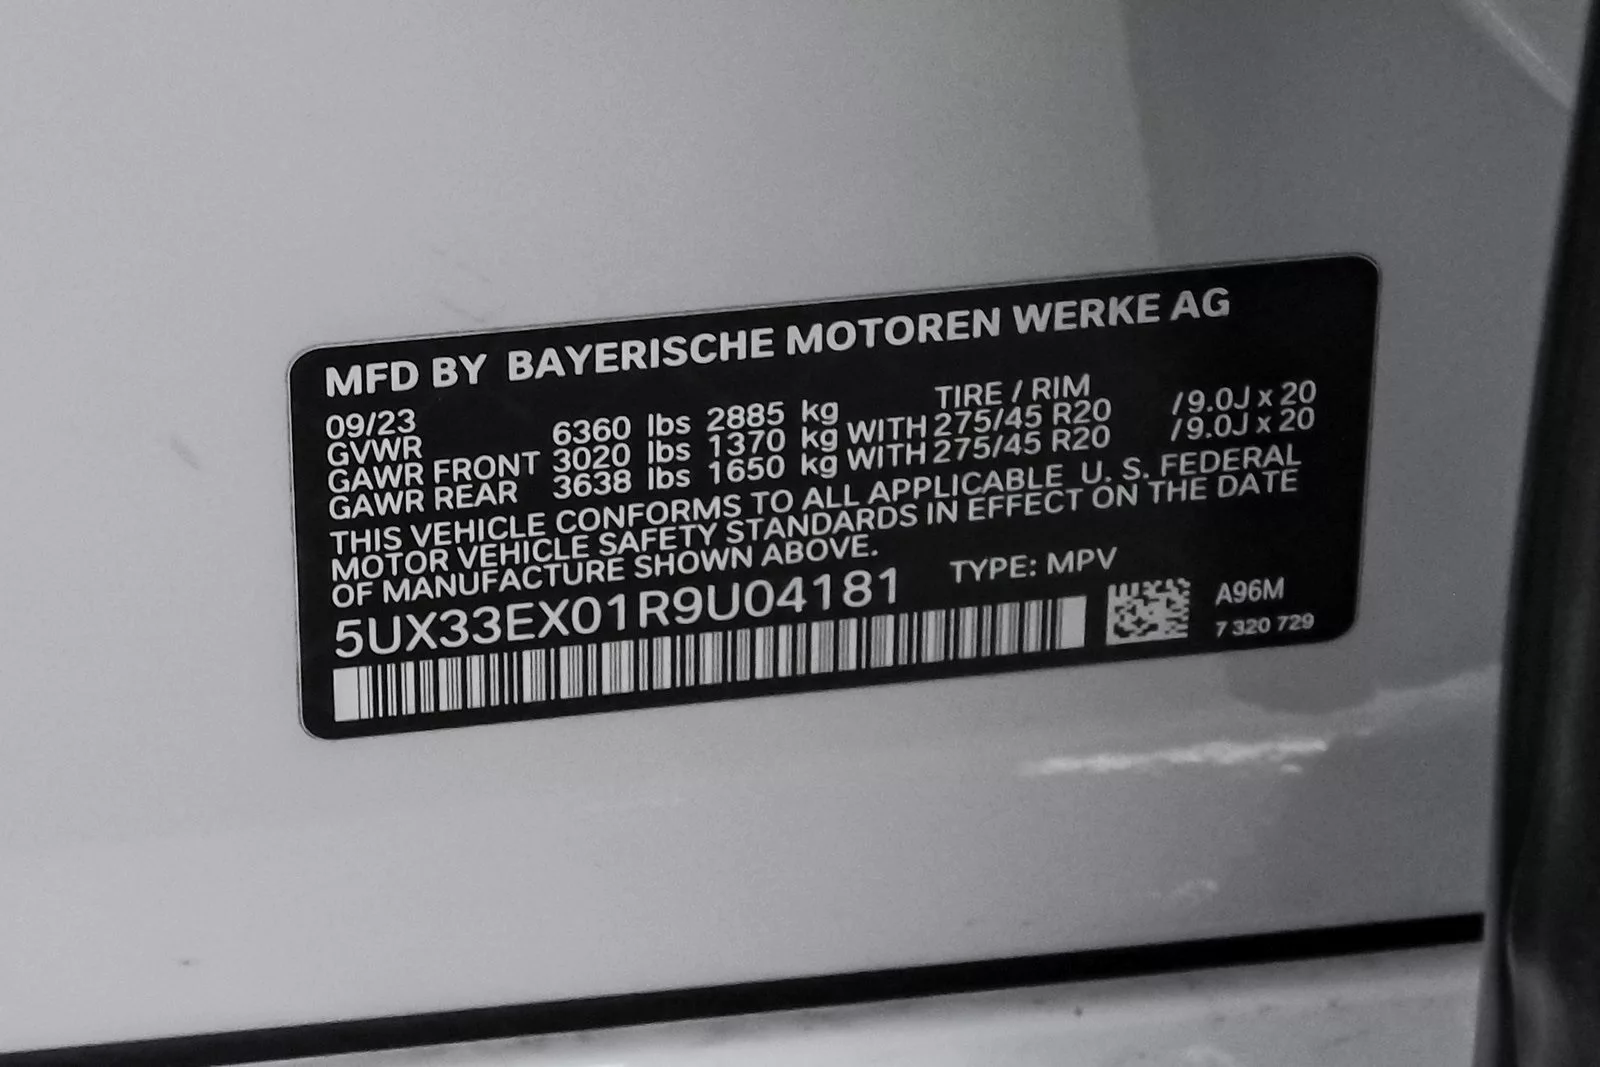 MFD BY BAYERISCHE MOTOREN WERKE AG
09/23 TIRE / RIM
GVWR 6360 lbs 2885 kg
GAWR FRONT 3020 lbs 1370 kg WITH 275/45 R20 /9.0J x 20
GAWR REAR 3638 lbs 1650 kg WITH 275/45 R20 /9.0J x 20
THIS VEHICLE CONFORMS TO ALL APPLICABLE U. S. FEDERAL
MOTOR VEHICLE SAFETY STANDARDS IN EFFECT ON THE DATE
OF MANUFACTURE SHOWN ABOVE.
5UX33EX01R9U04181 TYPE: MPV
A96M
7 320 729